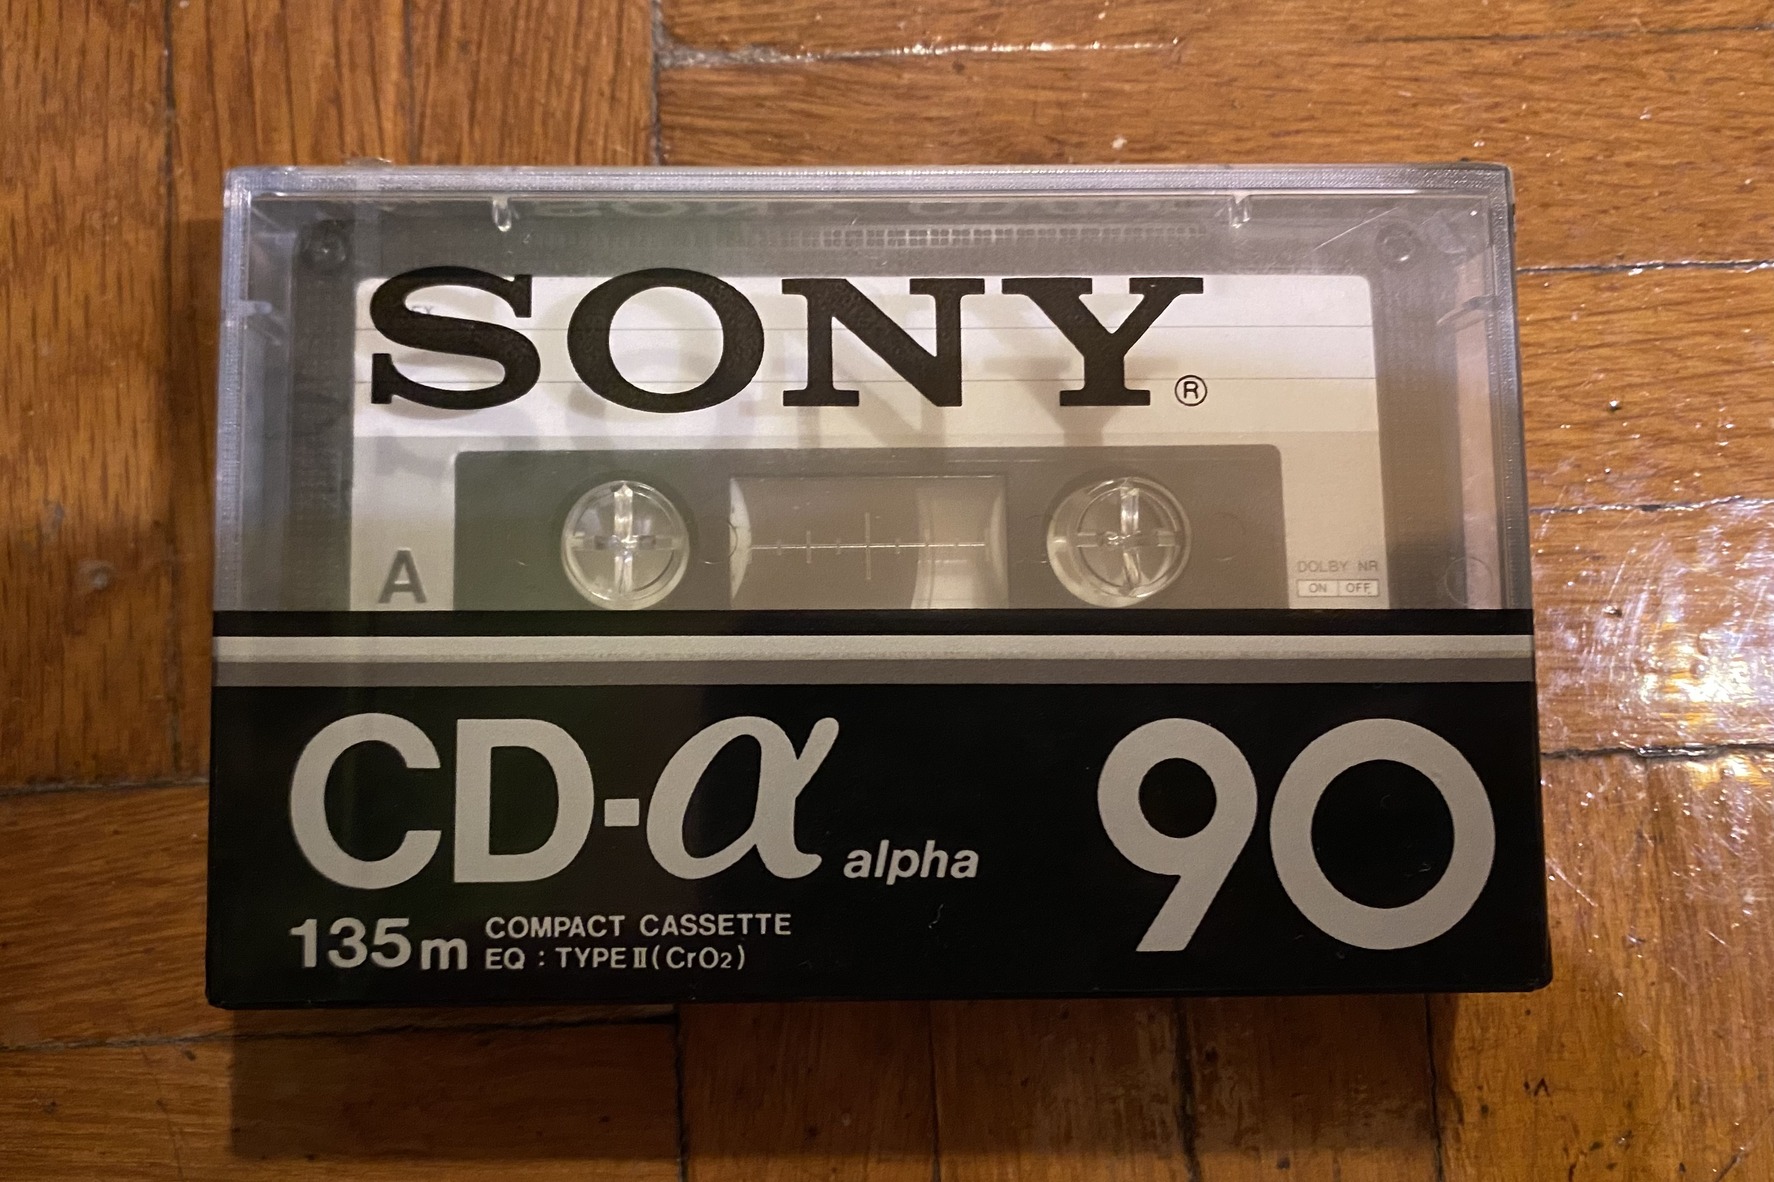 SONY®
A
DOLBY NR
ON OFF
CD-α alpha 90
135m COMPACT CASSETTE
EQ : TYPE II (CrO₂)